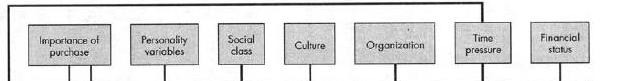 Importance of
purchase
Personality
variables
Social
class
Culture
Organization
Time
pressure
Financial
status